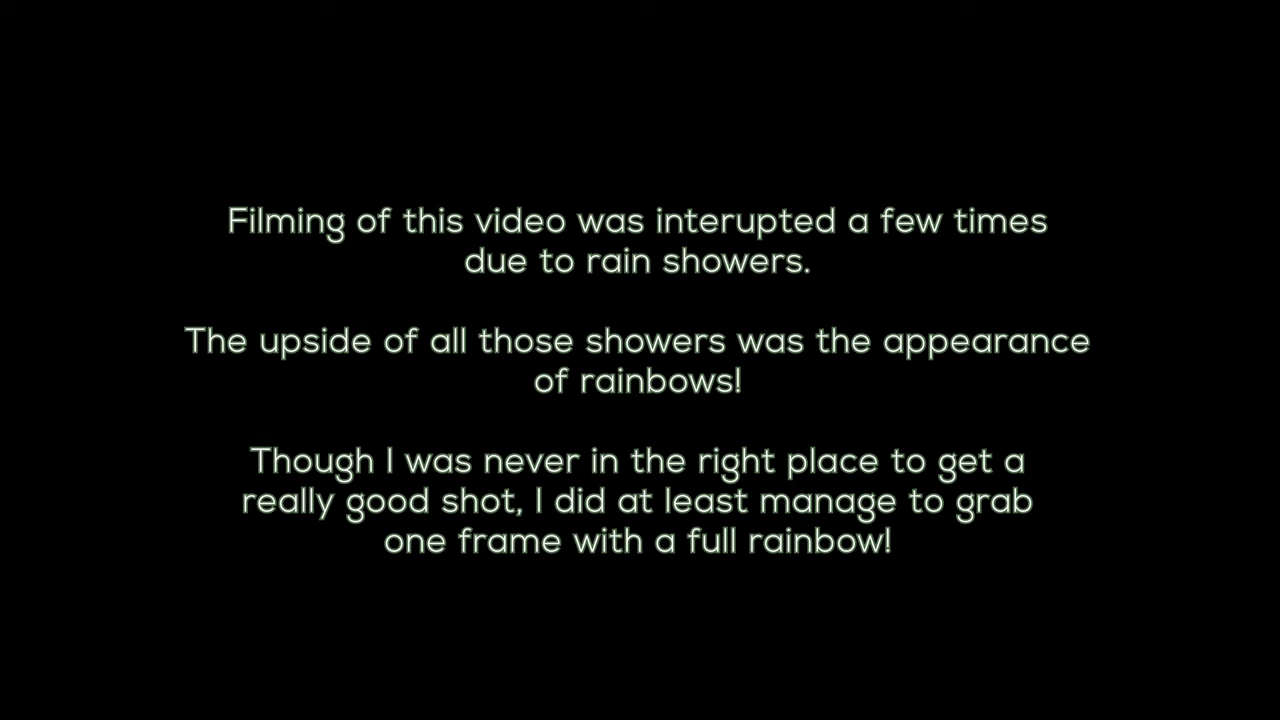 Filming of this video was interupted a few times
due to rain showers.
The upside of all those showers was the appearance
of rainbows!
Though I was never in the right place to get a
really good shot, I did at least manage to grab
one frame with a full rainbow!